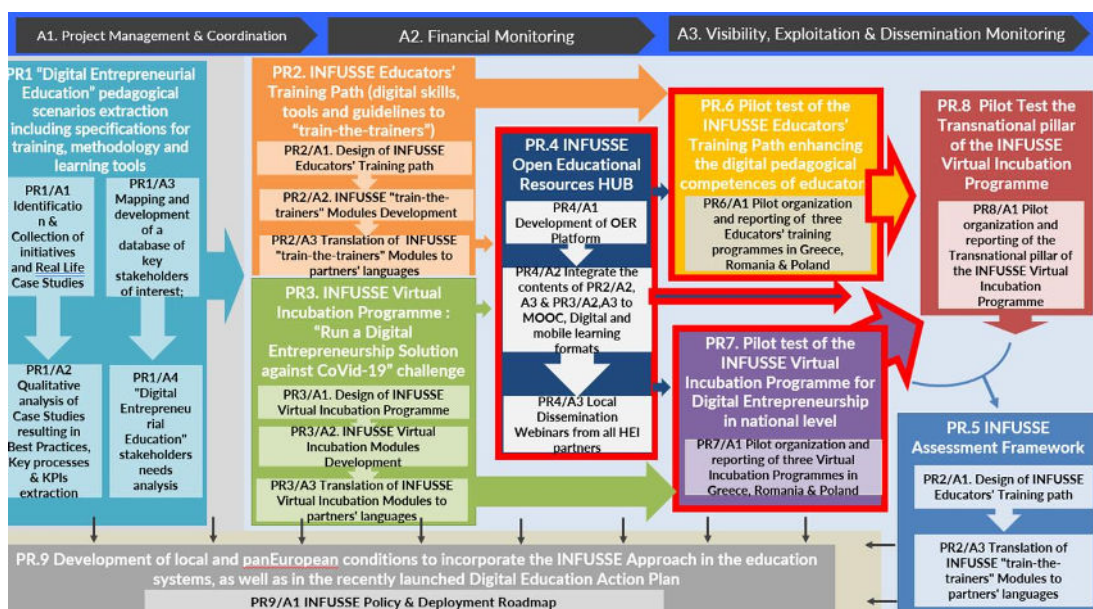 A1. Project Management & Coordination
A2. Financial Monitoring
A3. Visibility, Exploitation & Dissemination Monitoring
PR1 "Digital Entrepreneurial
Education" pedagogical
scenarios extraction
including specifications for
training, methodology and
learning tools
PR1/A1
Identificatio
n &
Collection of
initiatives
and Real Life
Case Studies
PR1/A3
Mapping and
development
of a
database of
key
stakeholders
of interest;
PR1/A2
Qualitative
analysis of
Case Studies
resulting in
Best Practices,
Key processes
& KPIs
extraction
PR1/A4
"Digital
Entrepreneu
rial
Education"
stakeholders
needs
analysis
PR2. INFUSSE Educators'
Training Path (digital skills,
tools and guidelines to
"train-the-trainers")
PR2/A1. Design of INFUSSE
Educators' Training path
PR2/A2. INFUSSE "train-the-
trainers" Modules Development
PR2/A3 Translation of INFUSSE
"train-the-trainers" Modules to
partners' languages
PR3. INFUSSE Virtual
Incubation Programme :
"Run a Digital
Entrepreneurship Solution
against CoVid-19" challenge
PR3/A1. Design of INFUSSE
Virtual Incubation Programme
PR3/A2. INFUSSE Virtual
Incubation Modules
Development
PR3/A3 Translation of INFUSSE
Virtual Incubation Modules to
partners' languages
PR.4 INFUSSE
Open Educational
Resources HUB
PR4/A1
Development of OER
Platform
PR4/A2 Integrate the
contents of PR2/A2,
A3 & PR3/A2,A3 to
MOOC, Digital and
mobile learning
formats
PR4/A3 Local
Dissemination
Webinars from all HEI
partners
PR.6 Pilot test of the
INFUSSE Educators'
Training Path enhancing
the digital pedagogical
competences of educator
PR6/A1 Pilot organization
and reporting of three
Educators' training
programmes in Greece,
Romania & Poland
PR7. Pilot test of the
INFUSSE Virtual
Incubation Programme for
Digital Entrepreneurship
in national level
PR7/A1 Pilot organization and
reporting of three Virtual
Incubation Programmes in
Greece, Romania & Poland
PR.8 Pilot Test the
Transnational pillar
of the INFUSSE
Virtual Incubation
Programme
PR8/A1 Pilot
organization and
reporting of the
Transnational pillar of
the INFUSSE Virtual
Incubation
Programme
PR.5 INFUSSE
Assessment Framework
PR2/A1. Design of INFUSSE
Educators' Training path
PR2/A3 Translation of
INFUSSE "train-the-
trainers" Modules to
partners' languages
PR.9 Development of local and panEuropean conditions to incorporate the INFUSSE Approach in the education
systems, as well as in the recently launched Digital Education Action Plan
PR9/A1 INFUSSE Policy & Deployment Roadmap